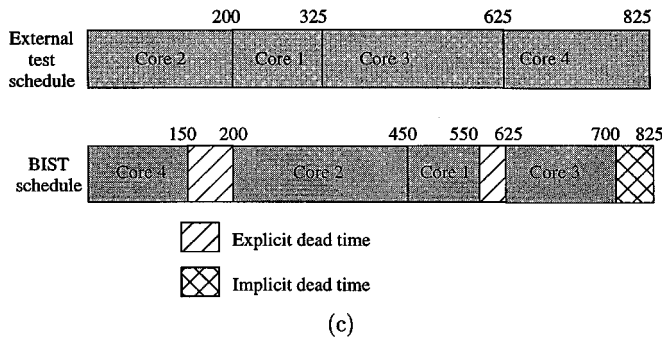 200 325 625 825
External test schedule
Core 2 Core 1 Core 3 Core 4
150 200 450 550 625 700 825
BIST schedule
Core 4 Core 2 Core 1 Core 3
Explicit dead time
Implicit dead time
(c)